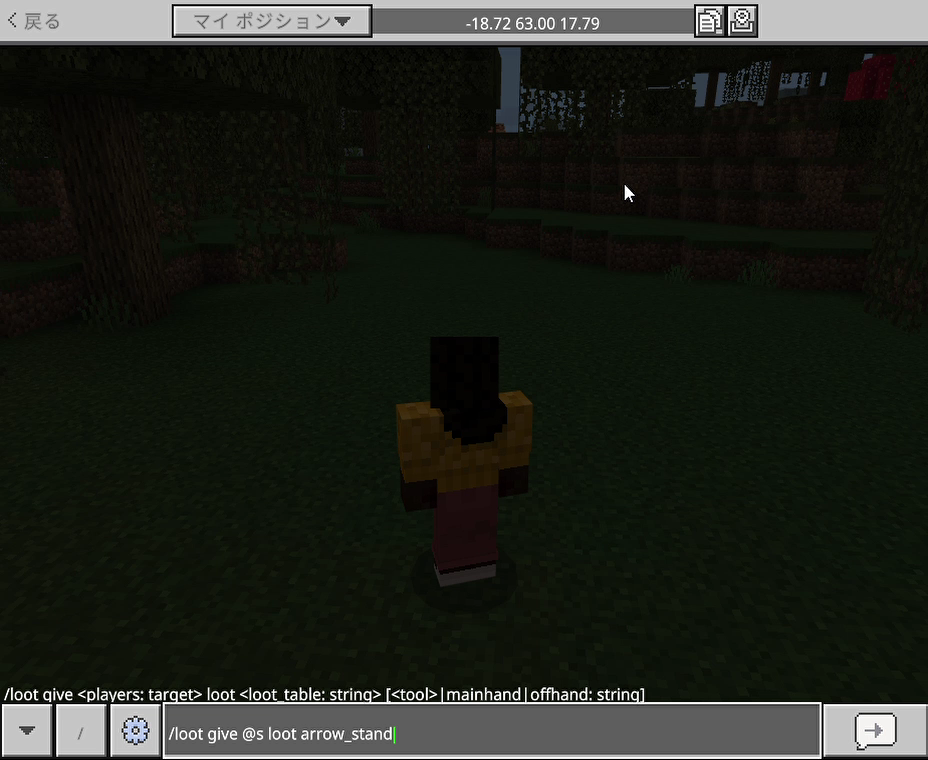 戻る
マイ ポジション
-18.72 63.00 17.79
/loot give <players: target> loot <loot_table: string> [<tool>|mainhand|offhand: string]
/
/loot give @s loot arrow_stand